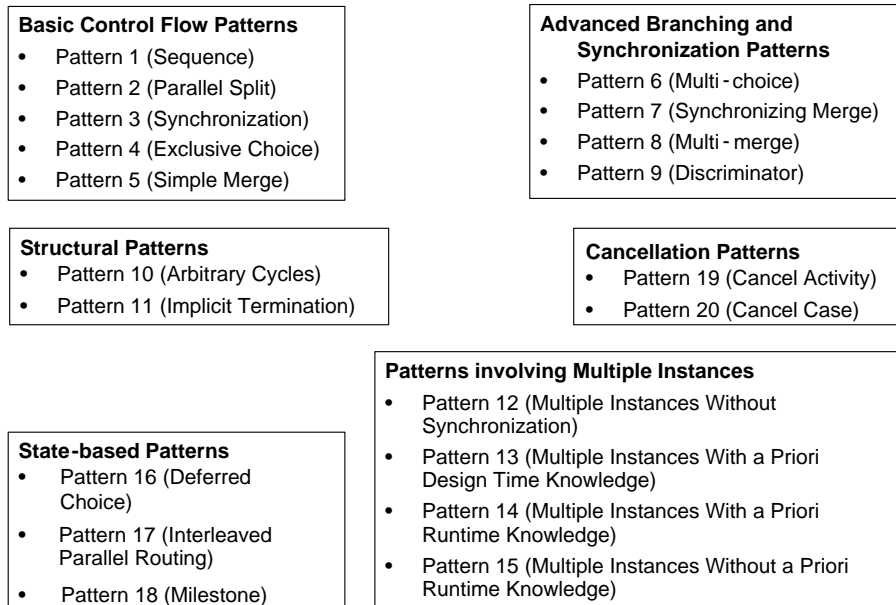 Basic Control Flow Patterns
• Pattern 1 (Sequence)
• Pattern 2 (Parallel Split)
• Pattern 3 (Synchronization)
• Pattern 4 (Exclusive Choice)
• Pattern 5 (Simple Merge)
Advanced Branching and
Synchronization Patterns
• Pattern 6 (Multi-choice)
• Pattern 7 (Synchronizing Merge)
• Pattern 8 (Multi-merge)
• Pattern 9 (Discriminator)
Structural Patterns
• Pattern 10 (Arbitrary Cycles)
• Pattern 11 (Implicit Termination)
Cancellation Patterns
• Pattern 19 (Cancel Activity)
• Pattern 20 (Cancel Case)
Patterns involving Multiple Instances
• Pattern 12 (Multiple Instances Without
Synchronization)
• Pattern 13 (Multiple Instances With a Priori
Design Time Knowledge)
• Pattern 14 (Multiple Instances With a Priori
Runtime Knowledge)
• Pattern 15 (Multiple Instances Without a Priori
Runtime Knowledge)
State-based Patterns
• Pattern 16 (Deferred
Choice)
• Pattern 17 (Interleaved
Parallel Routing)
• Pattern 18 (Milestone)